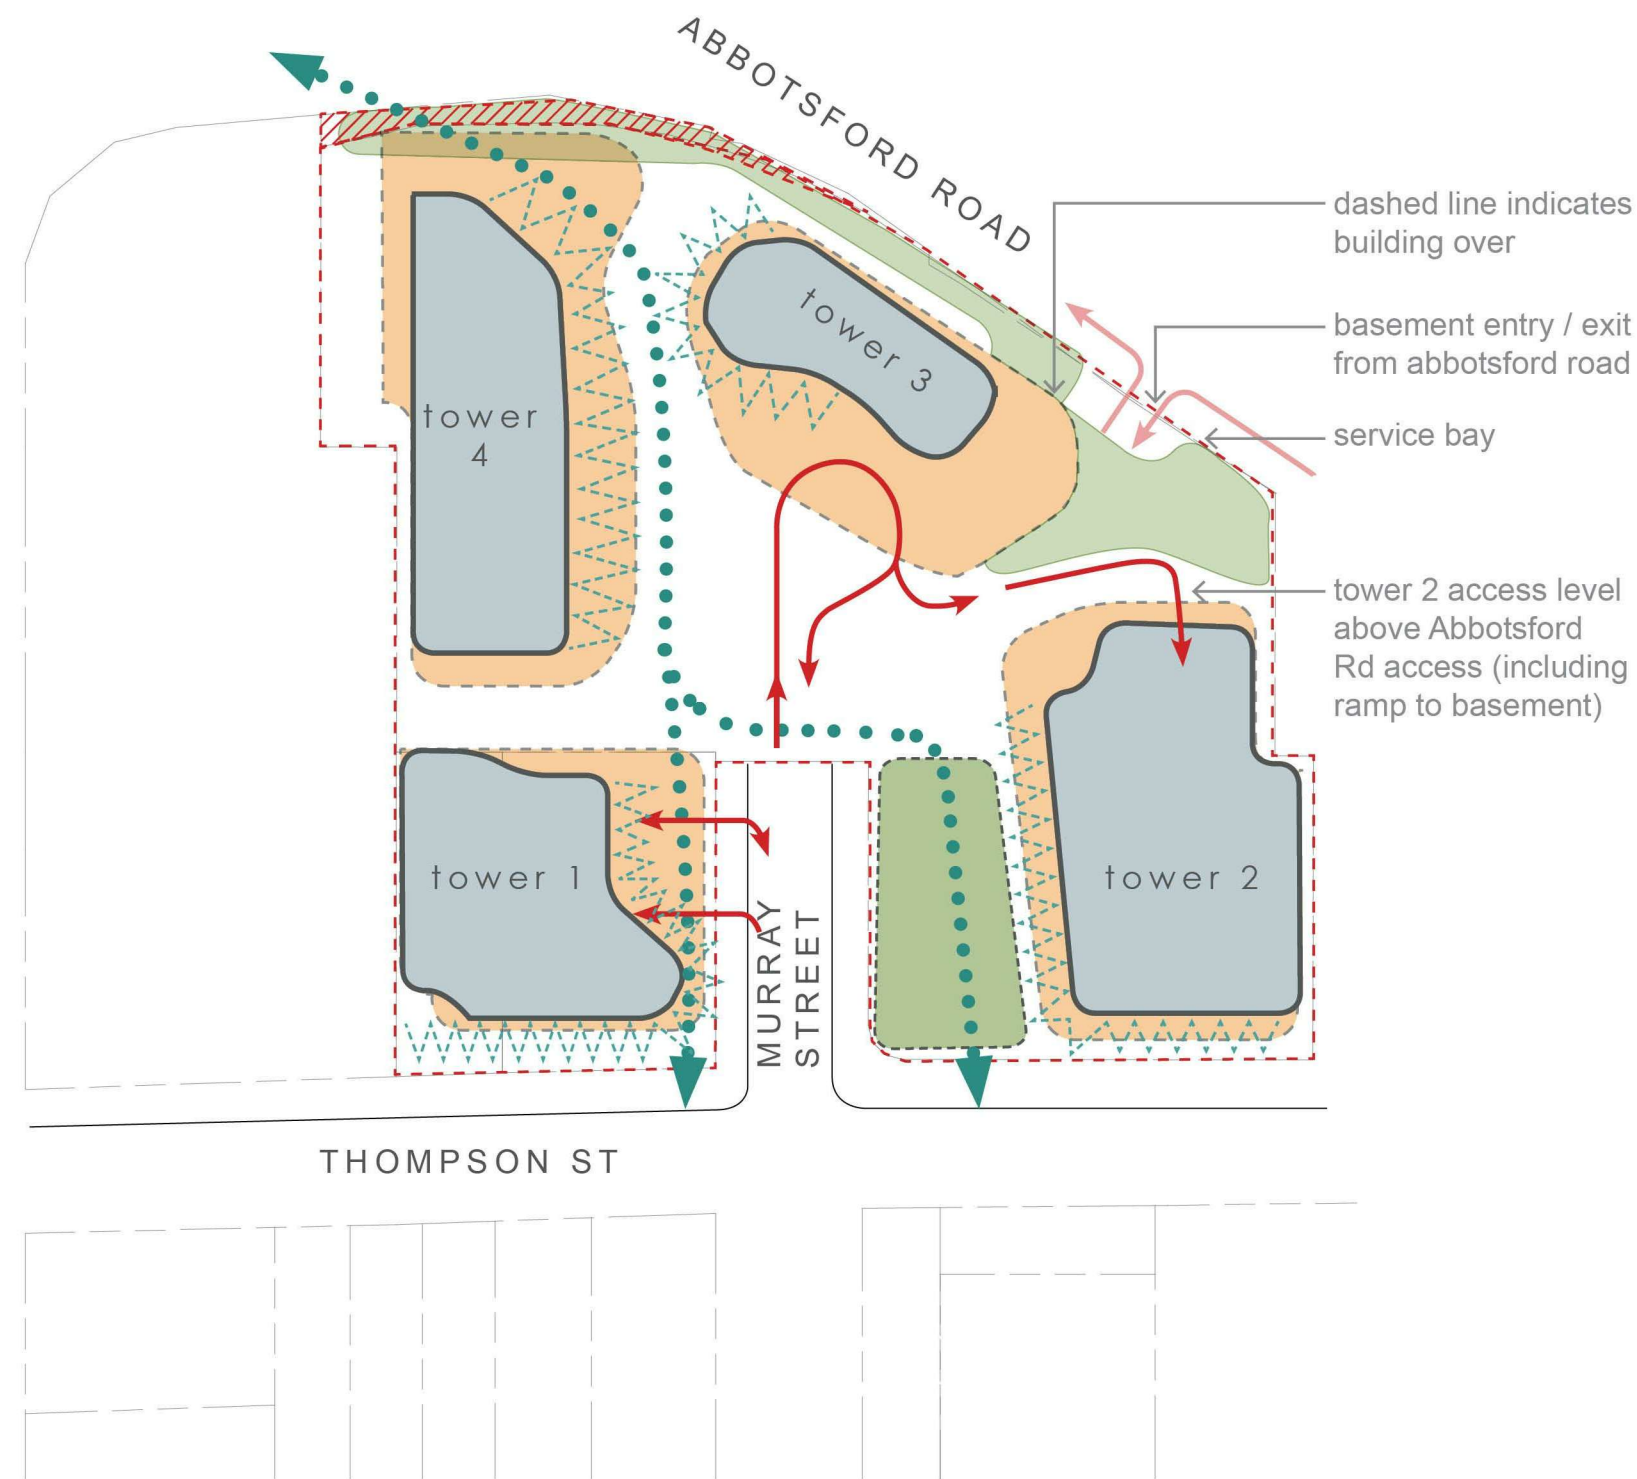 ABBOTSFORD ROAD
dashed line indicates
building over
basement entry / exit
from abbotsford road
service bay
tower 3
tower
4
tower 2 access level
above Abbotsford
Rd access (including
ramp to basement)
tower 1
tower 2
MURRAY
STREET
THOMPSON ST